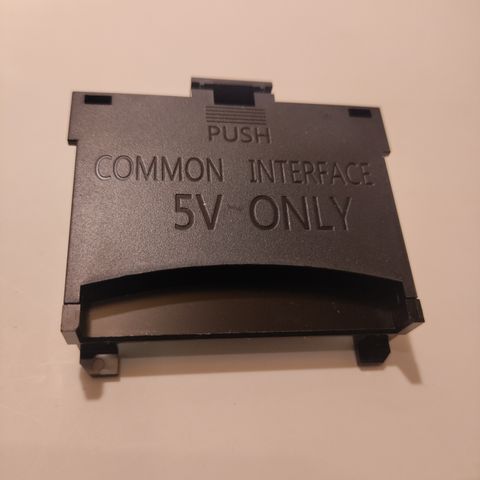 PUSH
COMMON INTERFACE
5V ONLY